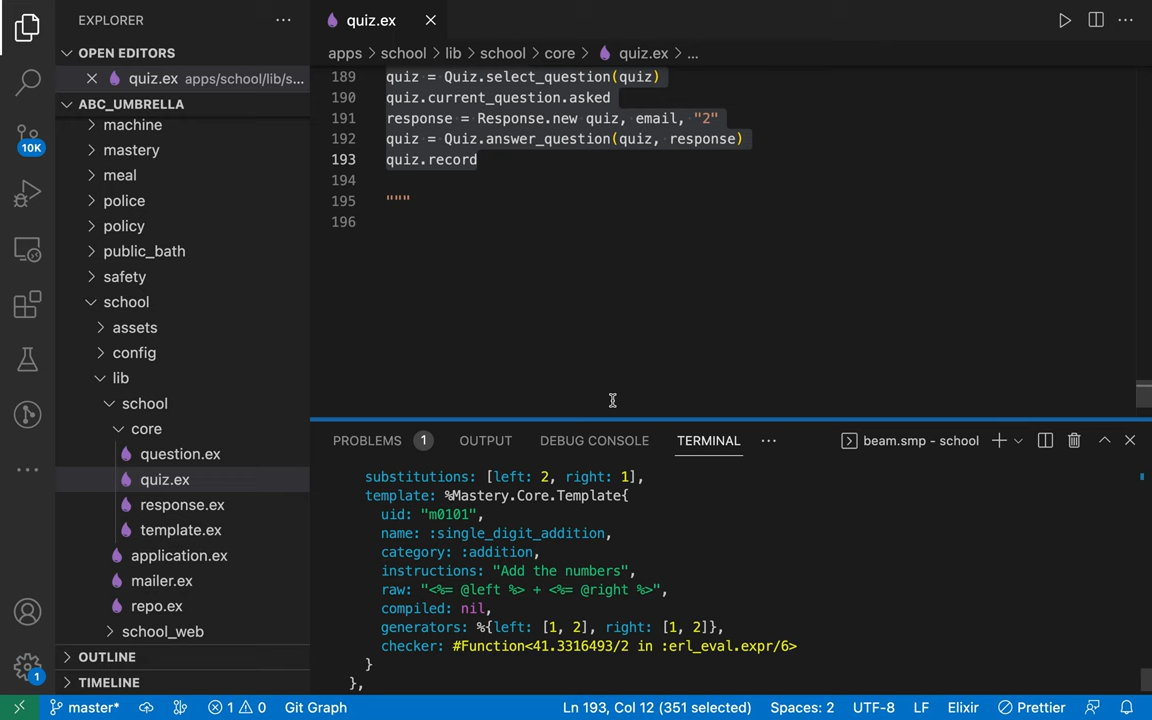 EXPLORER
OPEN EDITORS
quiz.ex apps/school/lib/s...
ABC_UMBRELLA
machine
mastery
meal
police
policy
public_bath
safety
school
assets
config
lib
school
core
question.ex
quiz.ex
response.ex
template.ex
application.ex
mailer.ex
repo.ex
school_web
OUTLINE
TIMELINE
10K
1
quiz.ex
apps > school > lib > school > core > quiz.ex > ...
189 quiz = Quiz.select_question(quiz)
190 quiz.current_question.asked
191 response = Response.new quiz, email, "2"
192 quiz = Quiz.answer_question(quiz, response)
193 quiz.record
194
195 """
196
PROBLEMS 1 OUTPUT DEBUG CONSOLE TERMINAL beam.smp - school
substitutions: [left: 2, right: 1],
template: %Mastery.Core.Template{
uid: "m0101",
name: :single_digit_addition,
category: :addition,
instructions: "Add the numbers",
raw: "<%= @left %> + <%= @right %>",
compiled: nil,
generators: %{left: [1, 2], right: [1, 2]},
checker: #Function<41.3316493/2 in :erl_eval.expr/6>
}
},
master* 1 0 Git Graph Ln 193, Col 12 (351 selected) Spaces: 2 UTF-8 LF Elixir Prettier